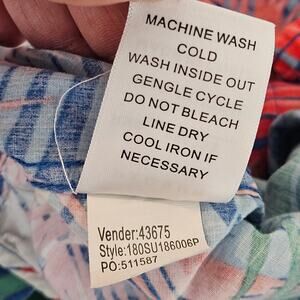 MACHINE WASH
COLD
WASH INSIDE OUT
GENGLE CYCLE
DO NOT BLEACH
LINE DRY
COOL IRON IF
NECESSARY
Vender:43675
Style:180SU186006P
PO:511587